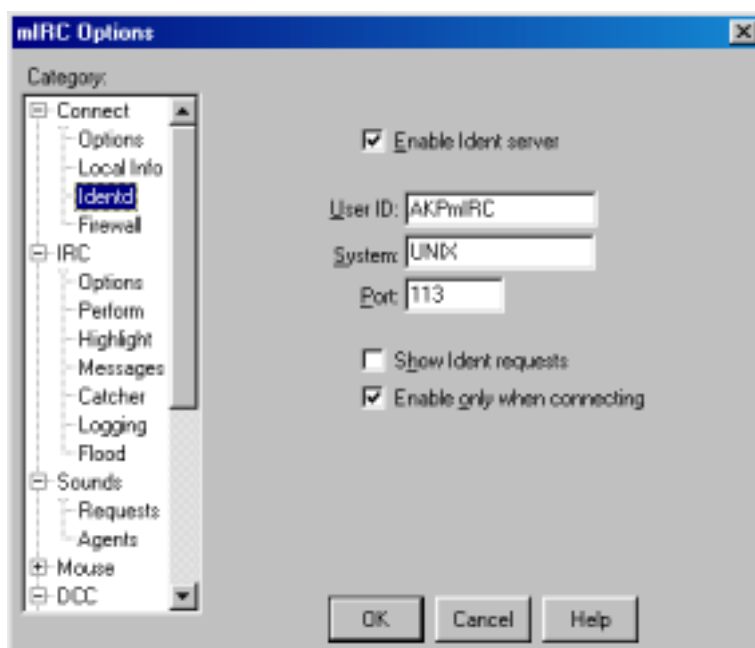 mIRC Options
Category:
Connect
Options
Local Info
Identd
Firewall
IRC
Options
Perform
Highlight
Messages
Catcher
Logging
Flood
Sounds
Requests
Agents
Mouse
DCC
Enable Ident server
User ID: AKPmIRC
System: UNIX
Port: 113
Show Ident requests
Enable only when connecting
OK Cancel Help